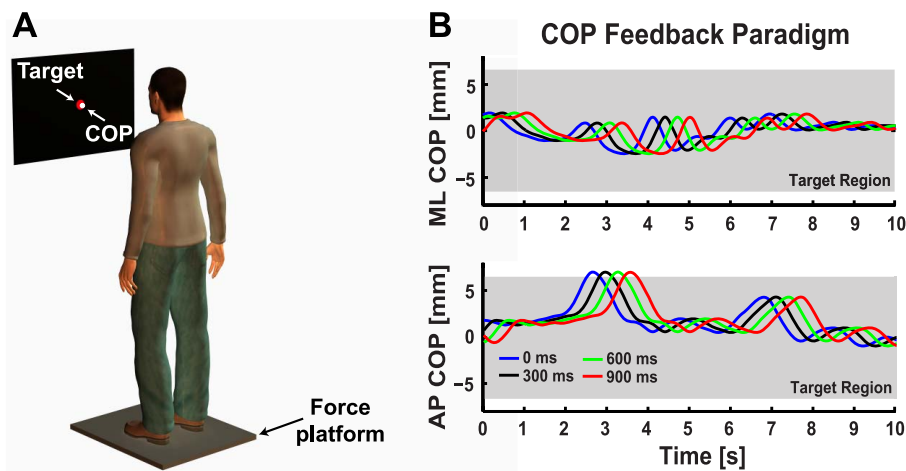 A
Target
COP
Force
platform
B
COP Feedback Paradigm
ML COP [mm]
5
0
−5
Target Region
0 1 2 3 4 5 6 7 8 9 10
AP COP [mm]
5
0
−5
0 ms
300 ms
600 ms
900 ms
Target Region
0 1 2 3 4 5 6 7 8 9 10
Time [s]